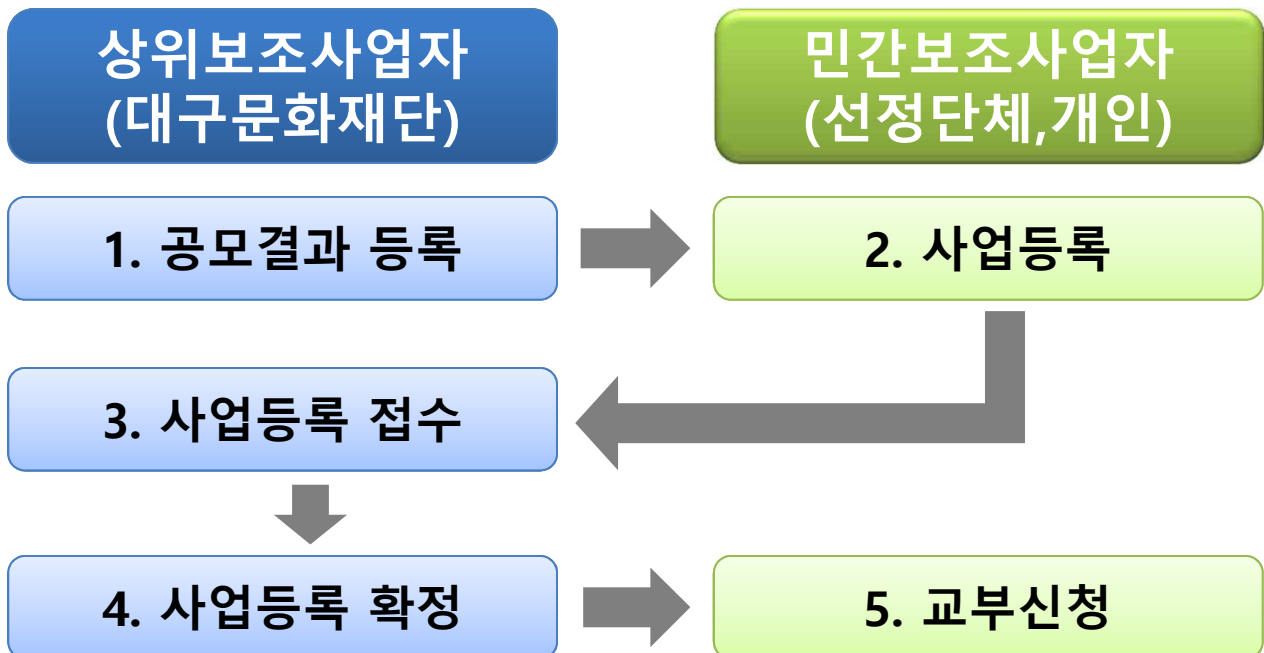 상위보조사업자
(대구문화재단)
민간보조사업자
(선정단체,개인)
1. 공모결과 등록
2. 사업등록
3. 사업등록 접수
4. 사업등록 확정
5. 교부신청